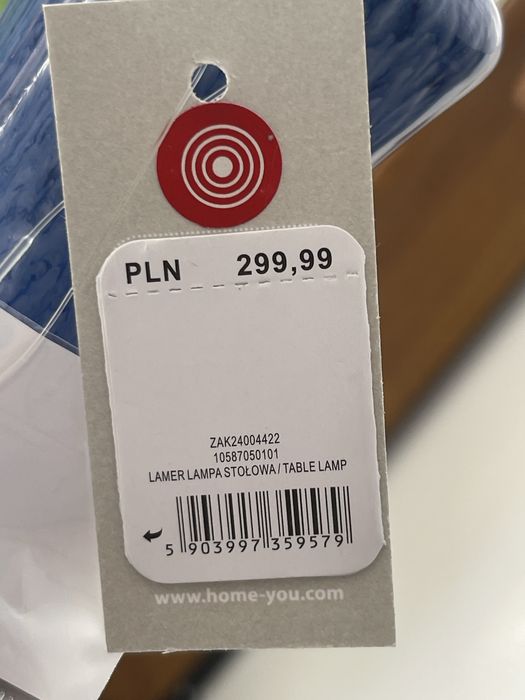 PLN 299,99
ZAK24004422
10587050101
LAMER LAMPA STOŁOWA / TABLE LAMP
5 903997 359579
www.home-you.com